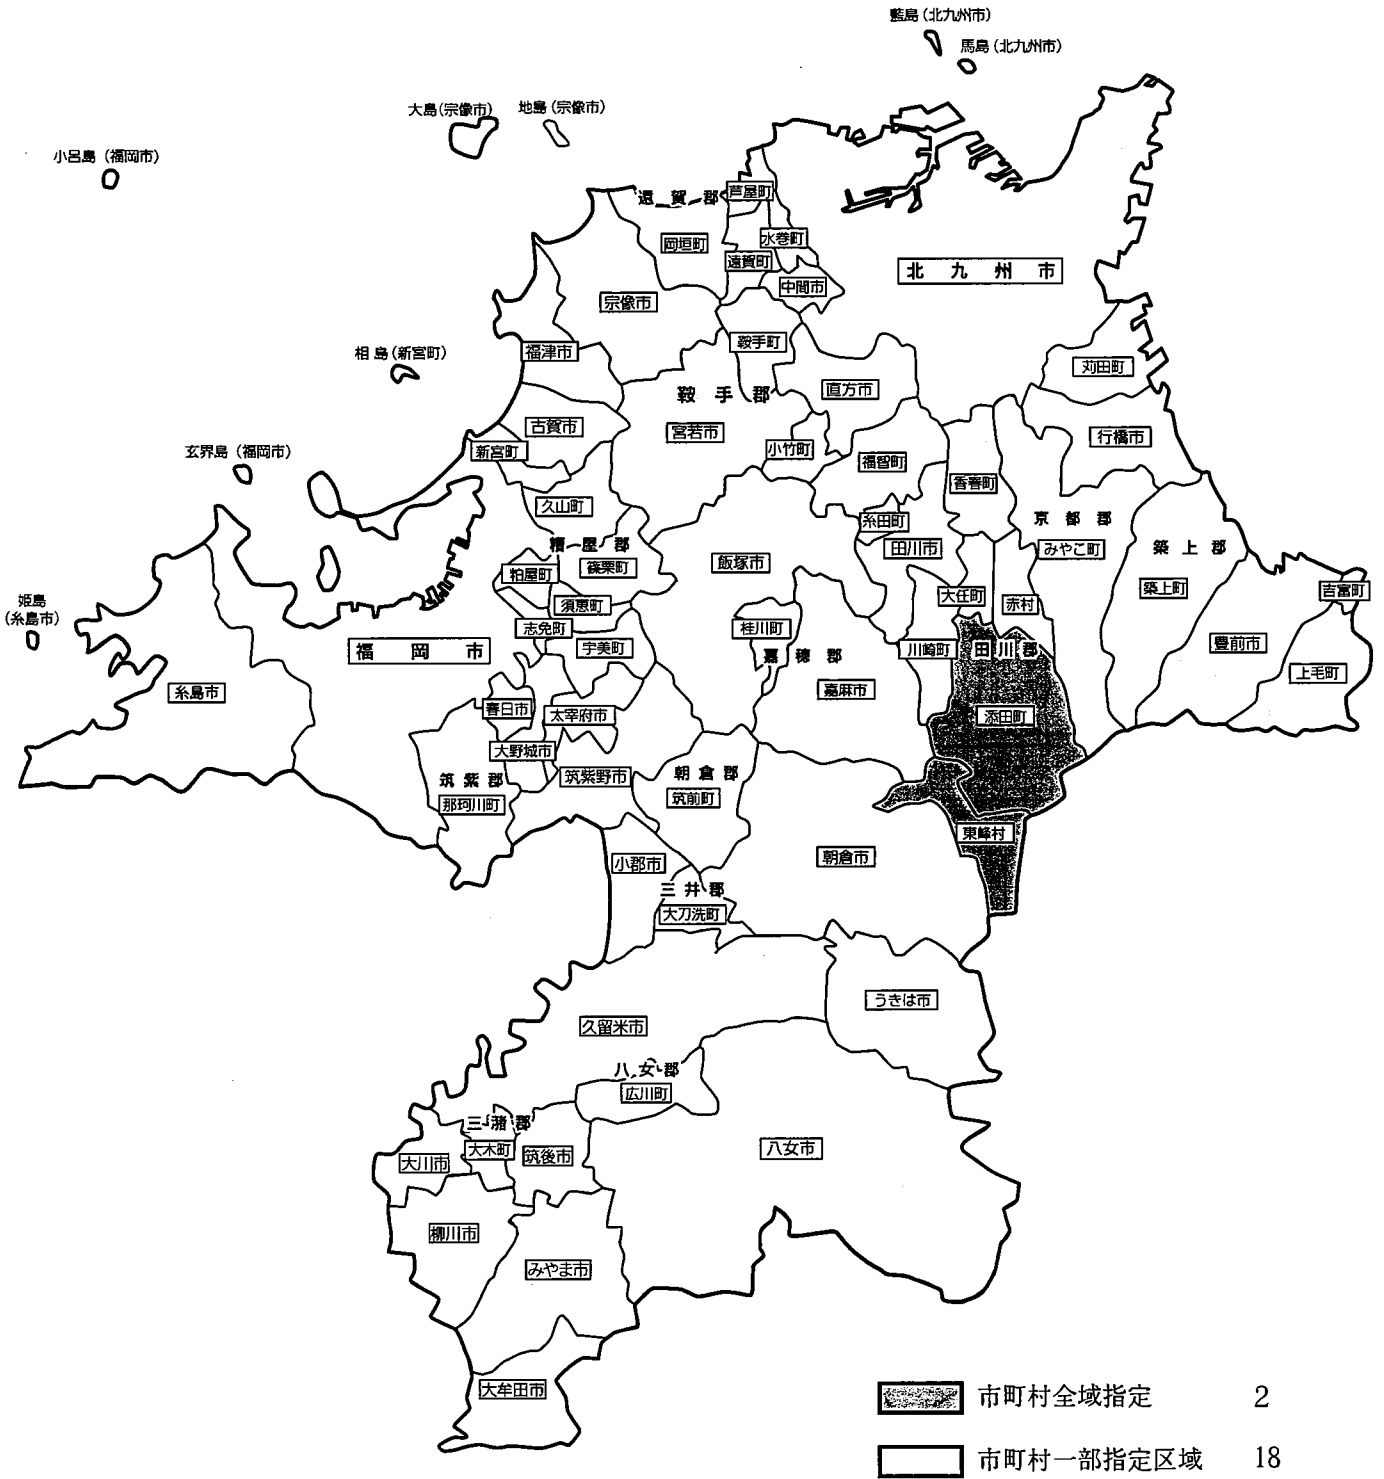 藍島(北九州市)
馬島(北九州市)
大島(宗像市)
地島(宗像市)
小呂島(福岡市)
遠賀郡
芦屋町
岡垣町
水巻町
遠賀町
北九州市
中間市
宗像市
鞍手町
福津市
相島(新宮町)
苅田町
鞍手郡
直方市
古賀市
宮若市
行橋市
新宮町
小竹町
玄界島(福岡市)
福智町
香春町
久山町
糸田町
京都郡
糟屋郡
田川市
みやこ町
築上郡
粕屋町
篠栗町
飯塚市
築上町
吉富町
姫島
(糸島市)
須恵町
大任町
赤村
志免町
桂川町
福岡市
宇美町
嘉穂郡
川崎町
田川郡
豊前市
上毛町
糸島市
嘉麻市
春日市
太宰府市
添田町
大野城市
筑紫郡
筑紫野市
朝倉郡
那珂川町
筑前町
東峰村
小郡市
朝倉市
三井郡
大刀洗町
うきは市
久留米市
八女郡
広川町
三潴郡
大木町
大川市
筑後市
八女市
柳川市
みやま市
大牟田市
市町村全域指定 2
市町村一部指定区域 18